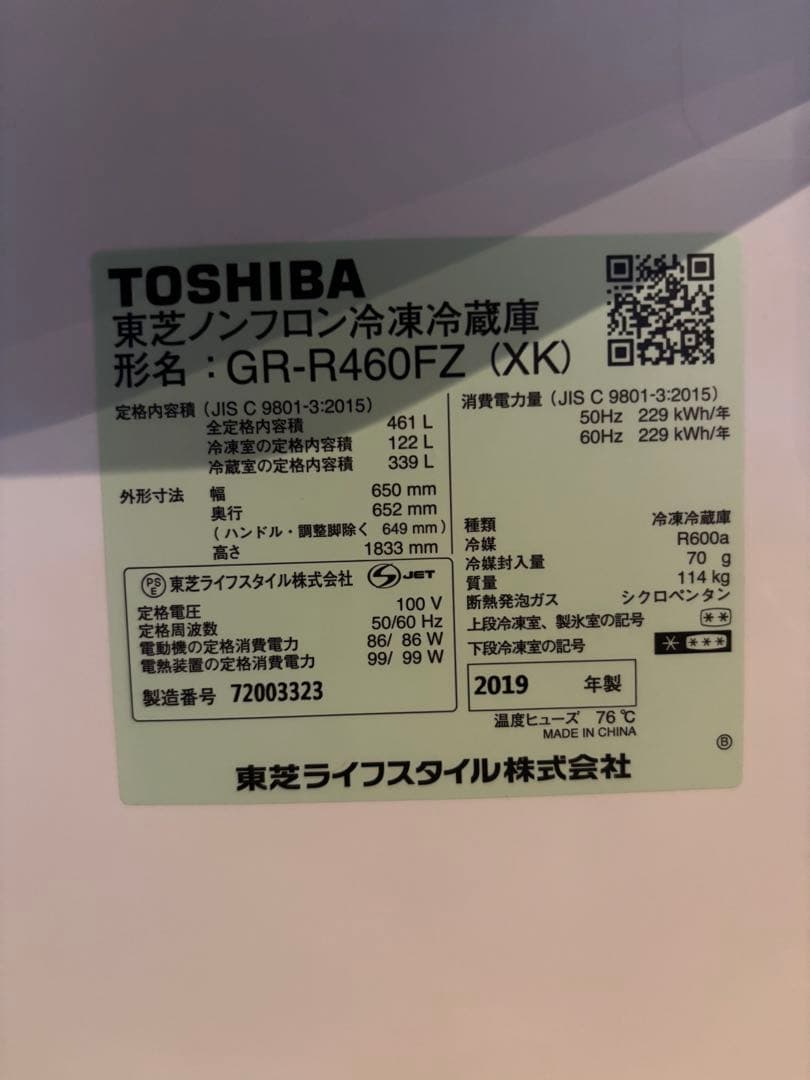 TOSHIBA
東芝ノンフロン冷凍冷蔵庫
形名：GR-R460FZ (XK)
定格内容積 (JIS C 9801-3:2015)
全定格内容積 461 L
冷凍室の定格内容積 122 L
冷蔵室の定格内容積 339 L
外形寸法 幅 650 mm
奥行 652 mm
(ハンドル・調整脚除く 649 mm)
高さ 1833 mm
消費電力量 (JIS C 9801-3:2015)
50Hz 229 kWh/年
60Hz 229 kWh/年
種類 冷凍冷蔵庫
冷媒 R600a
冷媒封入量 70 g
質量 114 kg
断熱発泡ガス シクロペンタン
上段冷凍室、製氷室の記号 **
下段冷凍室の記号 * ***
PSE 東芝ライフスタイル株式会社 S JET
定格電圧 100 V
定格周波数 50/60 Hz
電動機の定格消費電力 86/ 86 W
電熱装置の定格消費電力 99/ 99 W
製造番号 72003323
2019 年製
温度ヒューズ 76 ℃
MADE IN CHINA
Ⓑ
東芝ライフスタイル株式会社